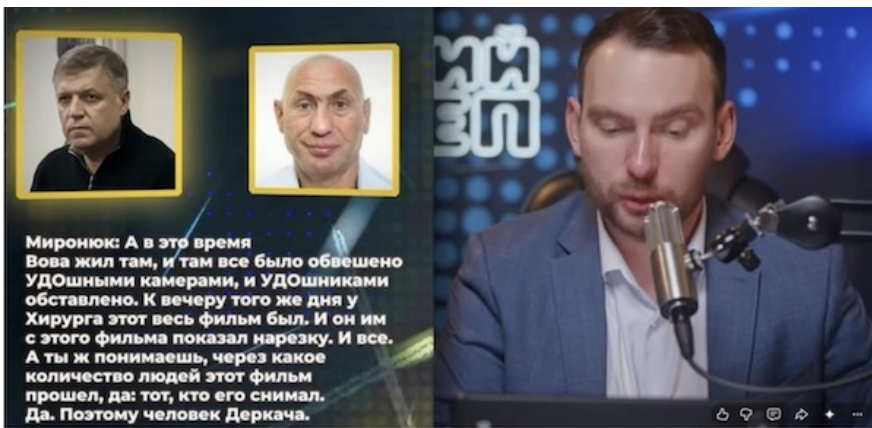 Миронюк: А в это время
Вова жил там, и там все было обвешено
УДОшными камерами, и УДОшниками
обставлено. К вечеру того же дня у
Хирурга этот весь фильм был. И он им
с этого фильма показал нарезку. И все.
А ты ж понимаешь, через какое
количество людей этот фильм
прошел, да: тот, кто его снимал.
Да. Поэтому человек Деркача.